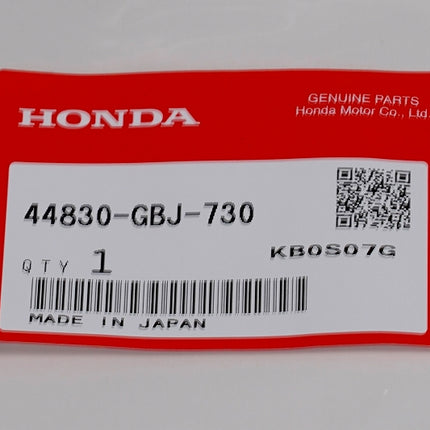 HONDA
GENUINE PARTS
Honda Motor Co., Ltd.
44830-GBJ-730
KB0S07G
QTY 1
MADE IN JAPAN